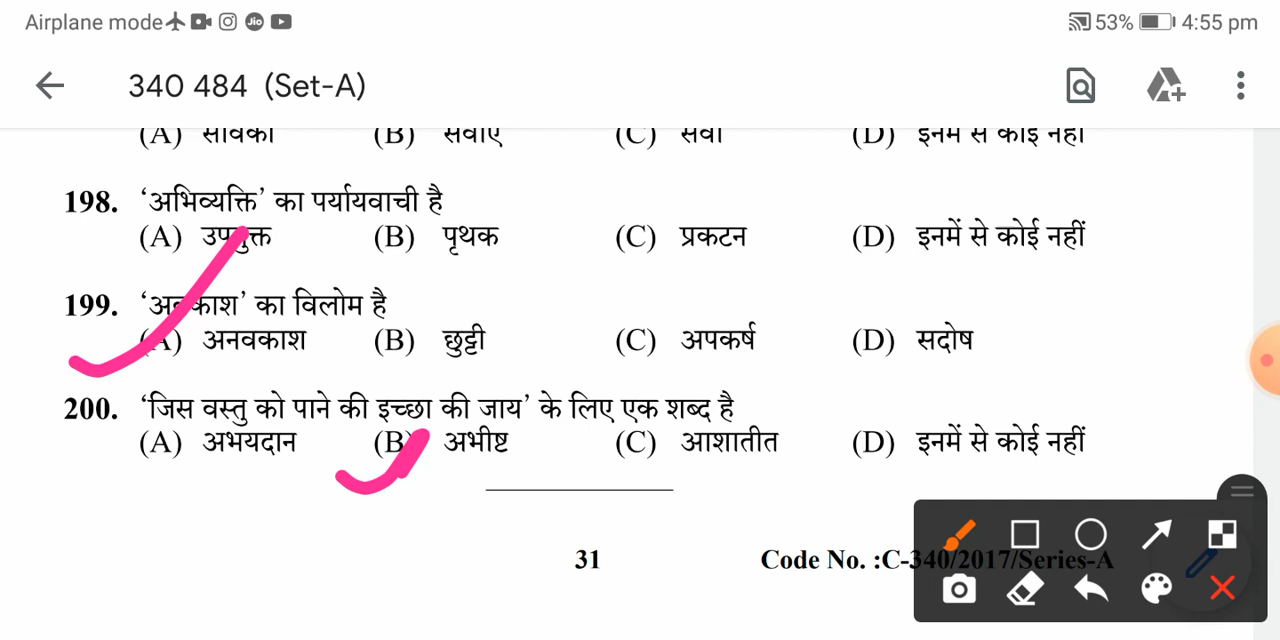 Airplane mode
53% 4:55 pm
340 484 (Set-A)
(A) (B) (C) (D) इनमें से कोई नहीं
198. ‘अभिव्यक्ति’ का पर्यायवाची है
(A) उपयुक्त (B) पृथक (C) प्रकटन (D) इनमें से कोई नहीं
199. ‘अवकाश’ का विलोम है
(A) अनवकाश (B) छुट्टी (C) अपकर्ष (D) सदोष
200. ‘जिस वस्तु को पाने की इच्छा की जाय’ के लिए एक शब्द है
(A) अभयदान (B) अभीष्ट (C) आशातीत (D) इनमें से कोई नहीं
31 Code No. :C-340/2017/Series-A